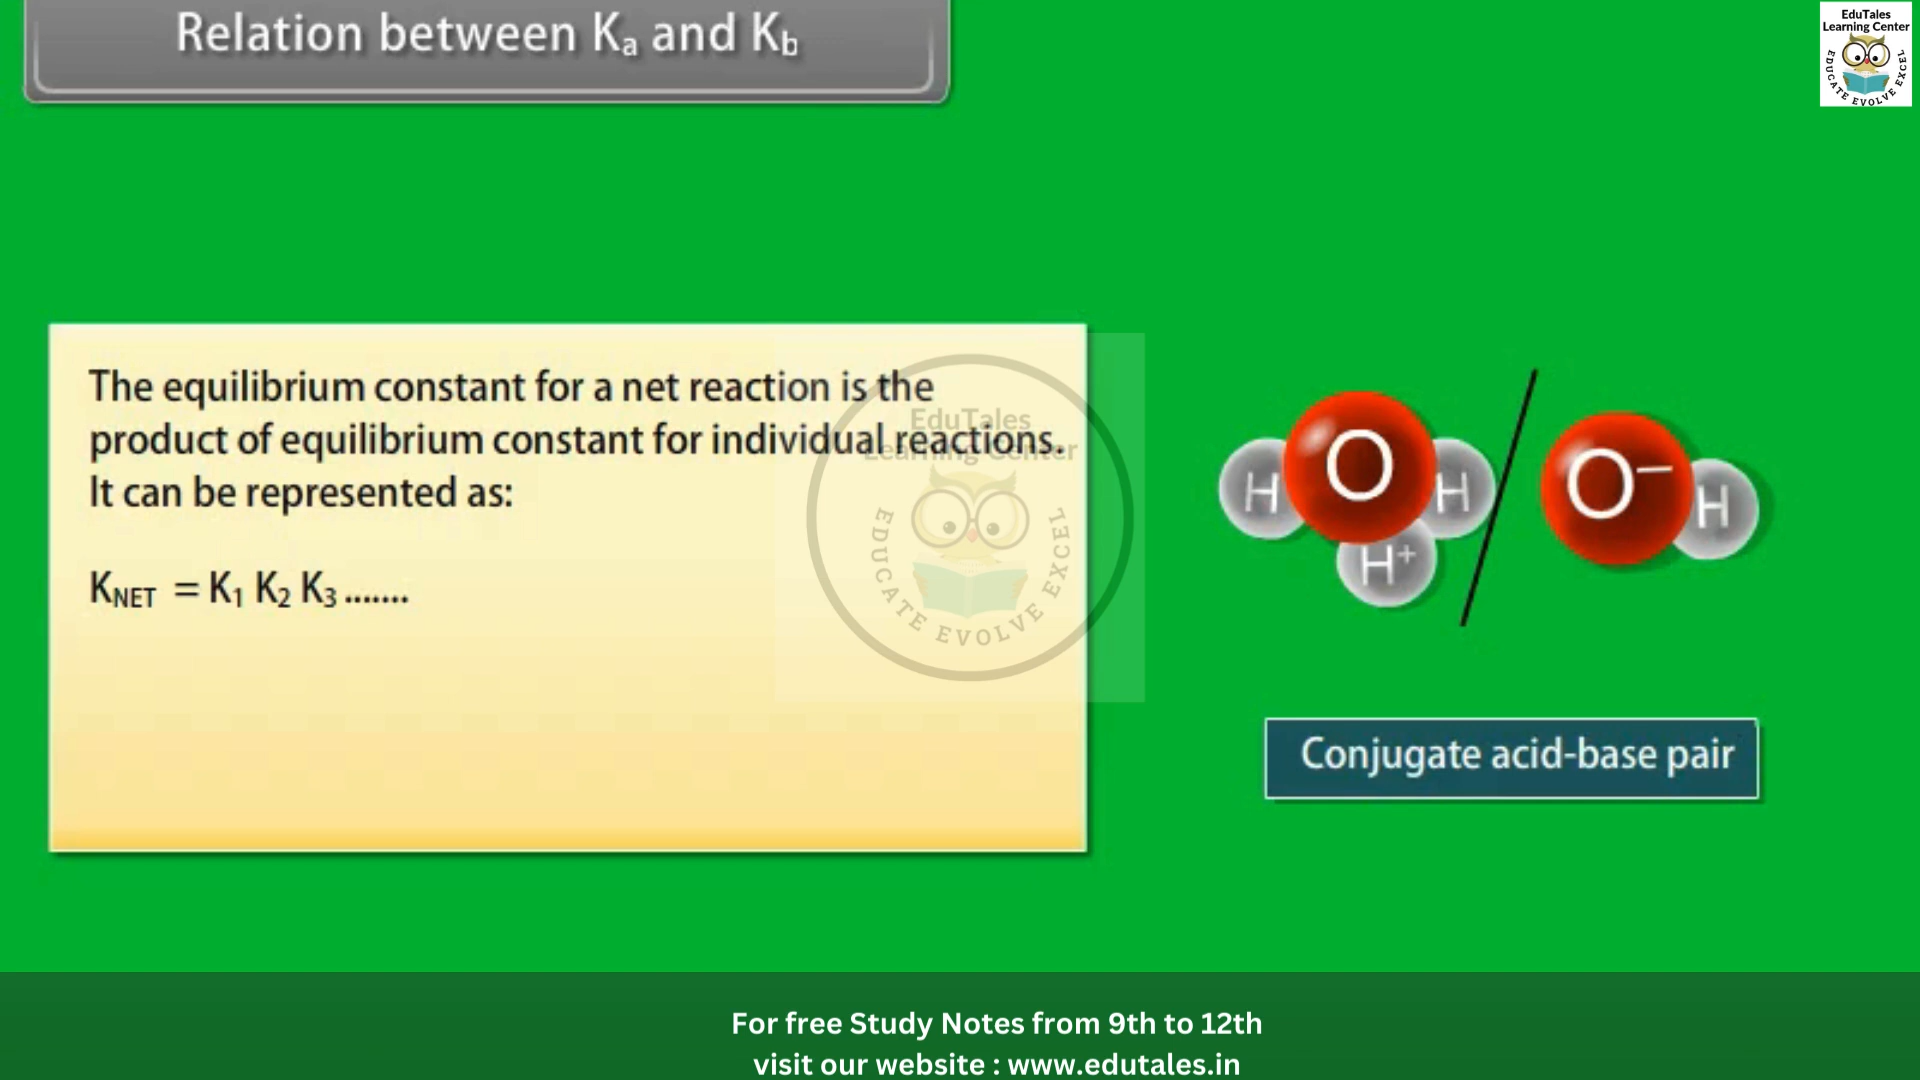 Relation between Kₐ and K_b
EduTales
Learning Center
EDUCATE EVOLVE EXCEL
The equilibrium constant for a net reaction is the
product of equilibrium constant for individual reactions.
It can be represented as:
K_NET = K₁ K₂ K₃ .......
EduTales
Learning Center
EDUCATE EVOLVE EXCEL
H O H O⁻ H
H⁺
Conjugate acid-base pair
For free Study Notes from 9th to 12th
visit our website : www.edutales.in